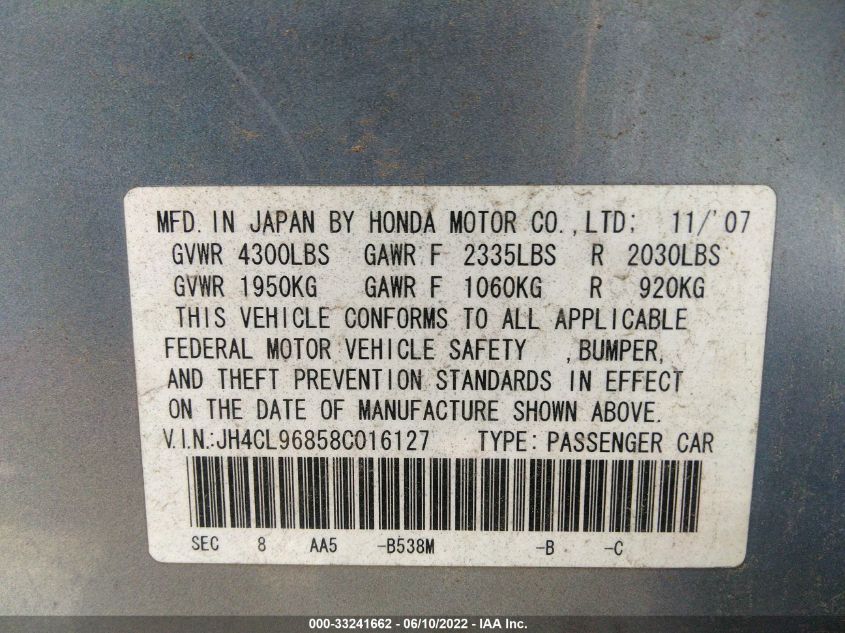 MFD. IN JAPAN BY HONDA MOTOR CO.,LTD; 11/'07
GVWR 4300LBS GAWR F 2335LBS R 2030LBS
GVWR 1950KG GAWR F 1060KG R 920KG
THIS VEHICLE CONFORMS TO ALL APPLICABLE
FEDERAL MOTOR VEHICLE SAFETY ,BUMPER,
AND THEFT PREVENTION STANDARDS IN EFFECT
ON THE DATE OF MANUFACTURE SHOWN ABOVE.
V.I.N.:JH4CL96858C016127 TYPE: PASSENGER CAR
SEC 8 AA5 -B538M -B -C
000-33241662 - 06/10/2022 - IAA Inc.